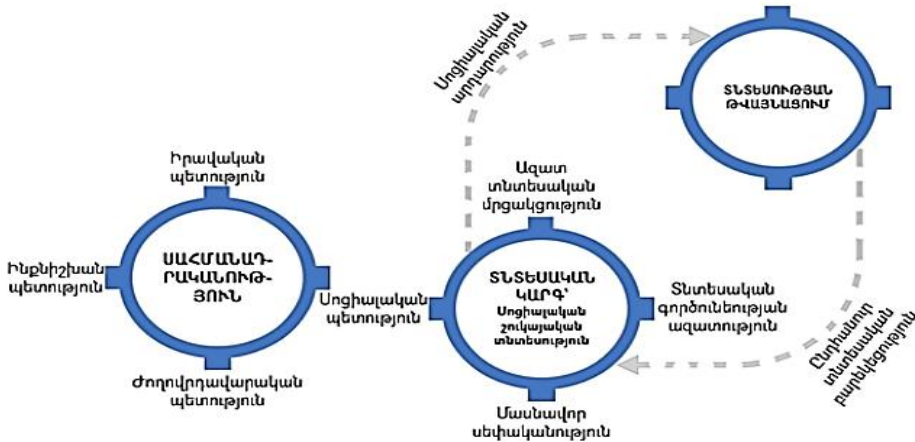 Սոցիալական
արդարություն
ՏՆՏԵՍՈՒԹՅԱՆ
ԹՎԱՅՆԱՑՈՒՄ
Իրավական
պետություն
Ազատ
տնտեսական
մրցակցություն
Ինքնիշխան
պետություն
ՍԱՀՄԱՆԱԴ-
ՐԱԿԱՆՈՒԹ-
ՅՈՒՆ
Սոցիալական
պետություն
ՏՆՏԵՍԱԿԱՆ
ԿԱՐԳ՝
Սոցիալական
շուկայական
տնտեսություն
Տնտեսական
գործունեության
ազատություն
Ընդհանուր
տնտեսական
բարեկեցություն
Ժողովրդավարական
պետություն
Մասնավոր
սեփականություն